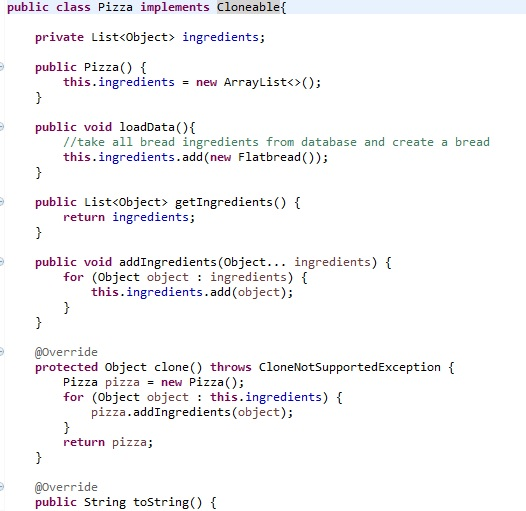 public class Pizza implements Cloneable{
private List<Object> ingredients;
public Pizza() {
this.ingredients = new ArrayList<>();
}
public void loadData(){
//take all bread ingredients from database and create a bread
this.ingredients.add(new Flatbread());
}
public List<Object> getIngredients() {
return ingredients;
}
public void addIngredients(Object... ingredients) {
for (Object object : ingredients) {
this.ingredients.add(object);
}
}
@Override
protected Object clone() throws CloneNotSupportedException {
Pizza pizza = new Pizza();
for (Object object : this.ingredients) {
pizza.addIngredients(object);
}
return pizza;
}
@Override
public String toString() {